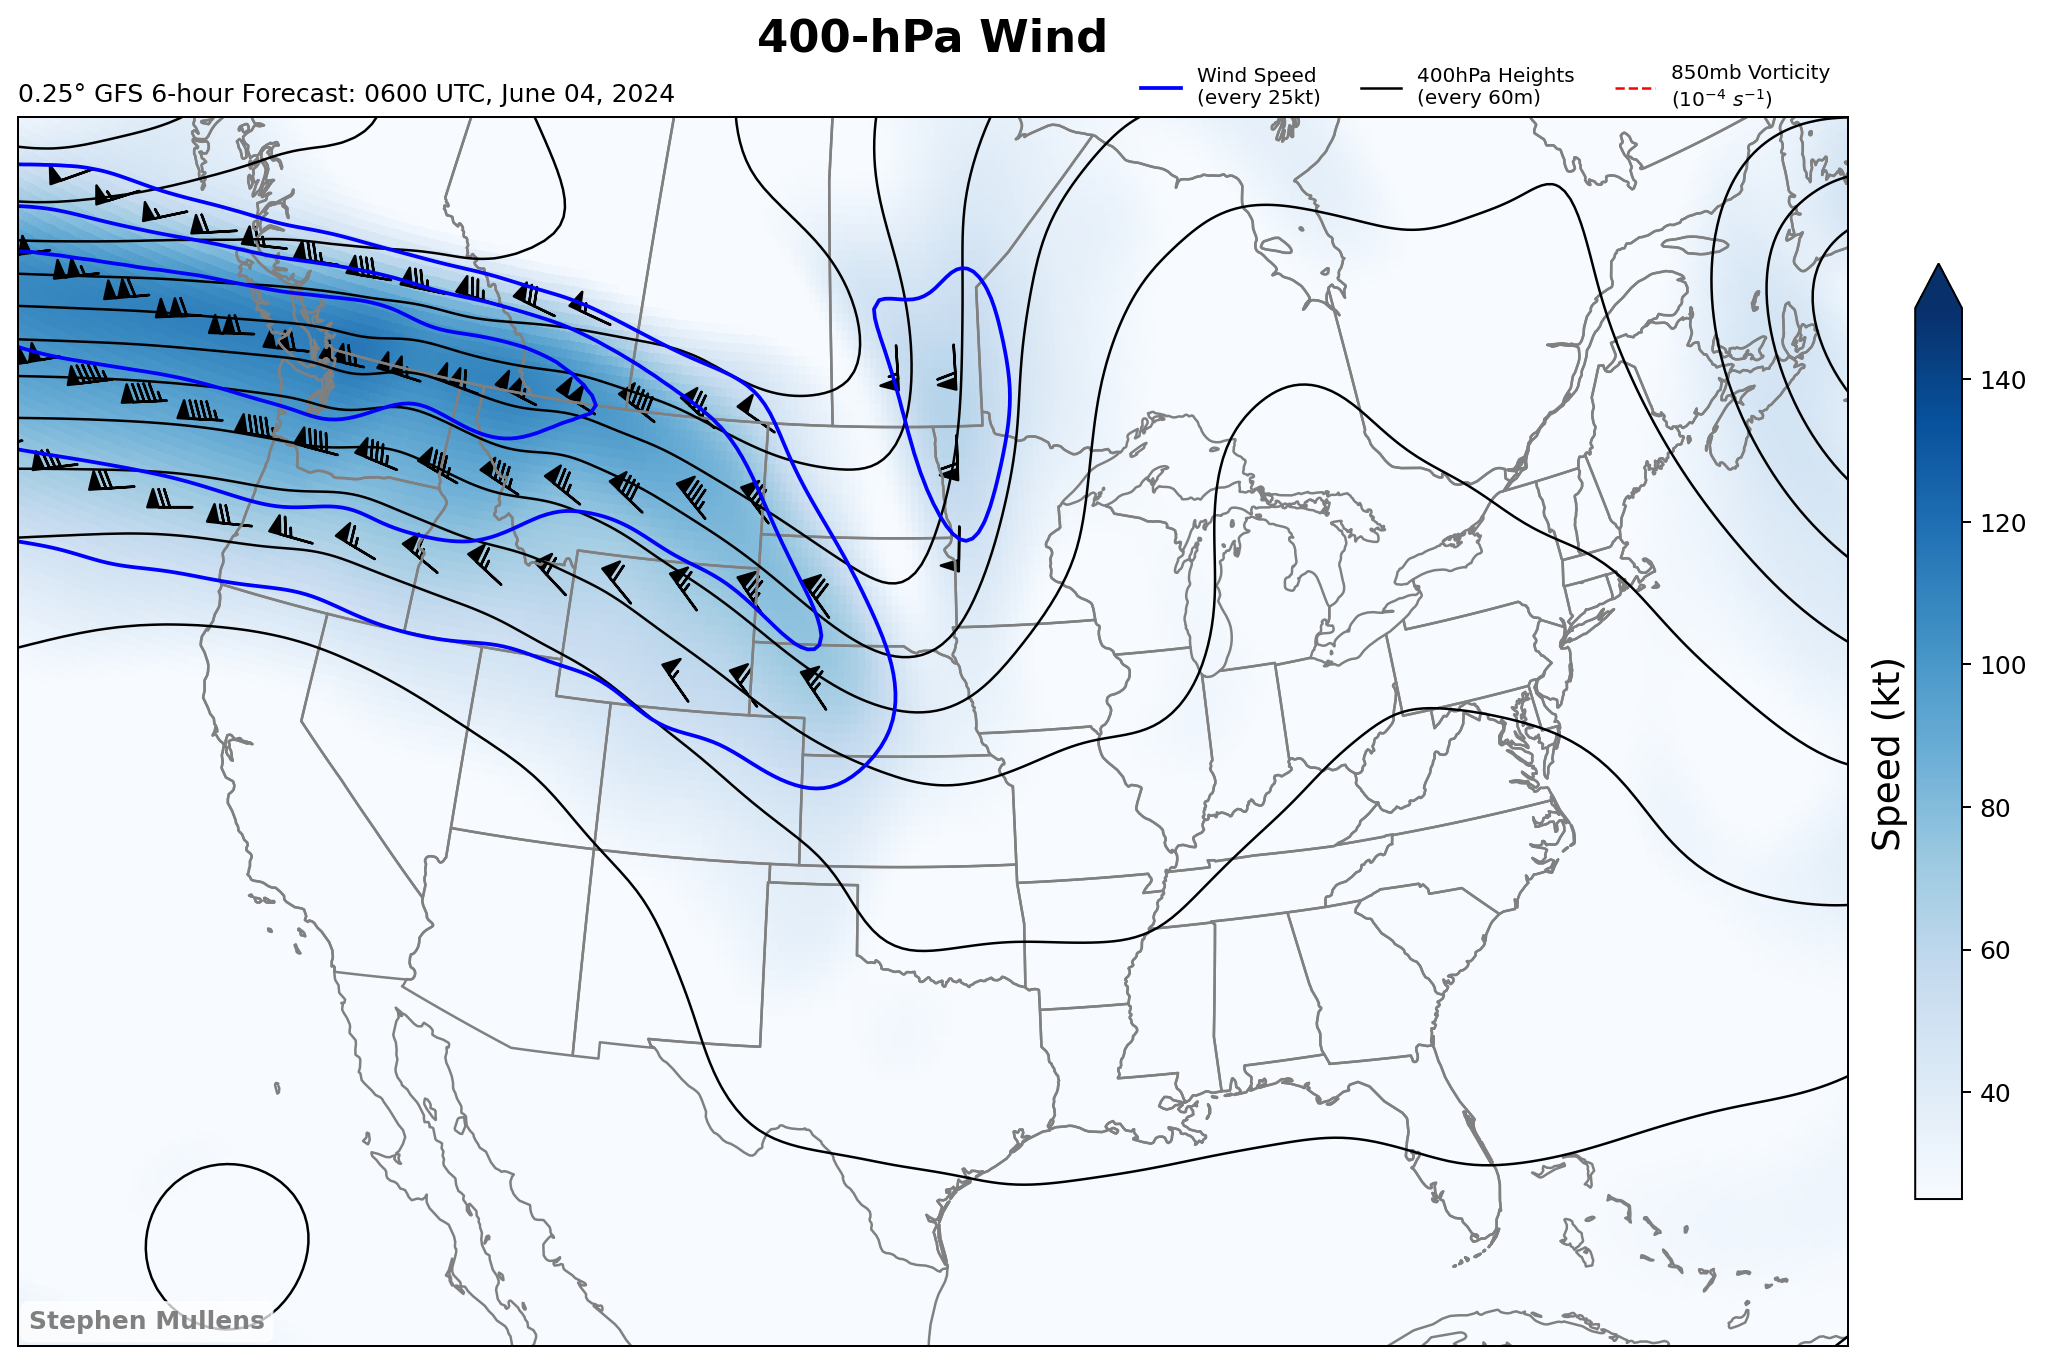 400-hPa Wind
0.25° GFS 6-hour Forecast: 0600 UTC, June 04, 2024
Wind Speed
(every 25kt)
400hPa Heights
(every 60m)
850mb Vorticity
(10⁻⁴ s⁻¹)
140
120
100
80
60
40
Speed (kt)
Stephen Mullens